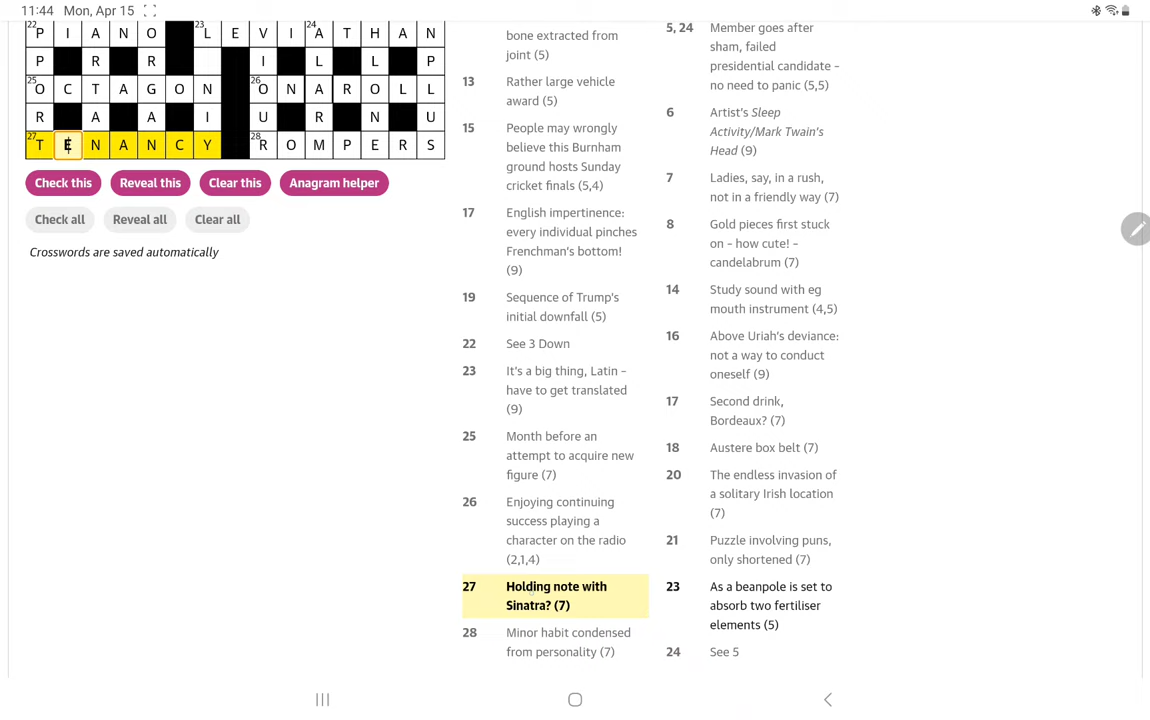 11:44 Mon, Apr 15
22 P I A N O 23 L E V I 24 A T H A N
P R R I L L P
25 O C T A G O N 26 O N A R O L L
R A A I U R N U
27 T E N A N C Y 28 R O M P E R S
Check this Reveal this Clear this Anagram helper
Check all Reveal all Clear all
Crosswords are saved automatically
bone extracted from
joint (5)
13 Rather large vehicle
award (5)
15 People may wrongly
believe this Burnham
ground hosts Sunday
cricket finals (5,4)
17 English impertinence:
every individual pinches
Frenchman's bottom!
(9)
19 Sequence of Trump's
initial downfall (5)
22 See 3 Down
23 It's a big thing, Latin –
have to get translated
(9)
25 Month before an
attempt to acquire new
figure (7)
26 Enjoying continuing
success playing a
character on the radio
(2,1,4)
27 Holding note with
Sinatra? (7)
28 Minor habit condensed
from personality (7)
5, 24 Member goes after
sham, failed
presidential candidate –
no need to panic (5,5)
6 Artist's Sleep
Activity/Mark Twain's
Head (9)
7 Ladies, say, in a rush,
not in a friendly way (7)
8 Gold pieces first stuck
on – how cute! –
candelabrum (7)
14 Study sound with eg
mouth instrument (4,5)
16 Above Uriah's deviance:
not a way to conduct
oneself (9)
17 Second drink,
Bordeaux? (7)
18 Austere box belt (7)
20 The endless invasion of
a solitary Irish location
(7)
21 Puzzle involving puns,
only shortened (7)
23 As a beanpole is set to
absorb two fertiliser
elements (5)
24 See 5